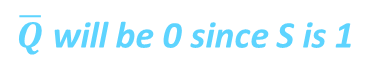 Q̅ will be 0 since S is 1